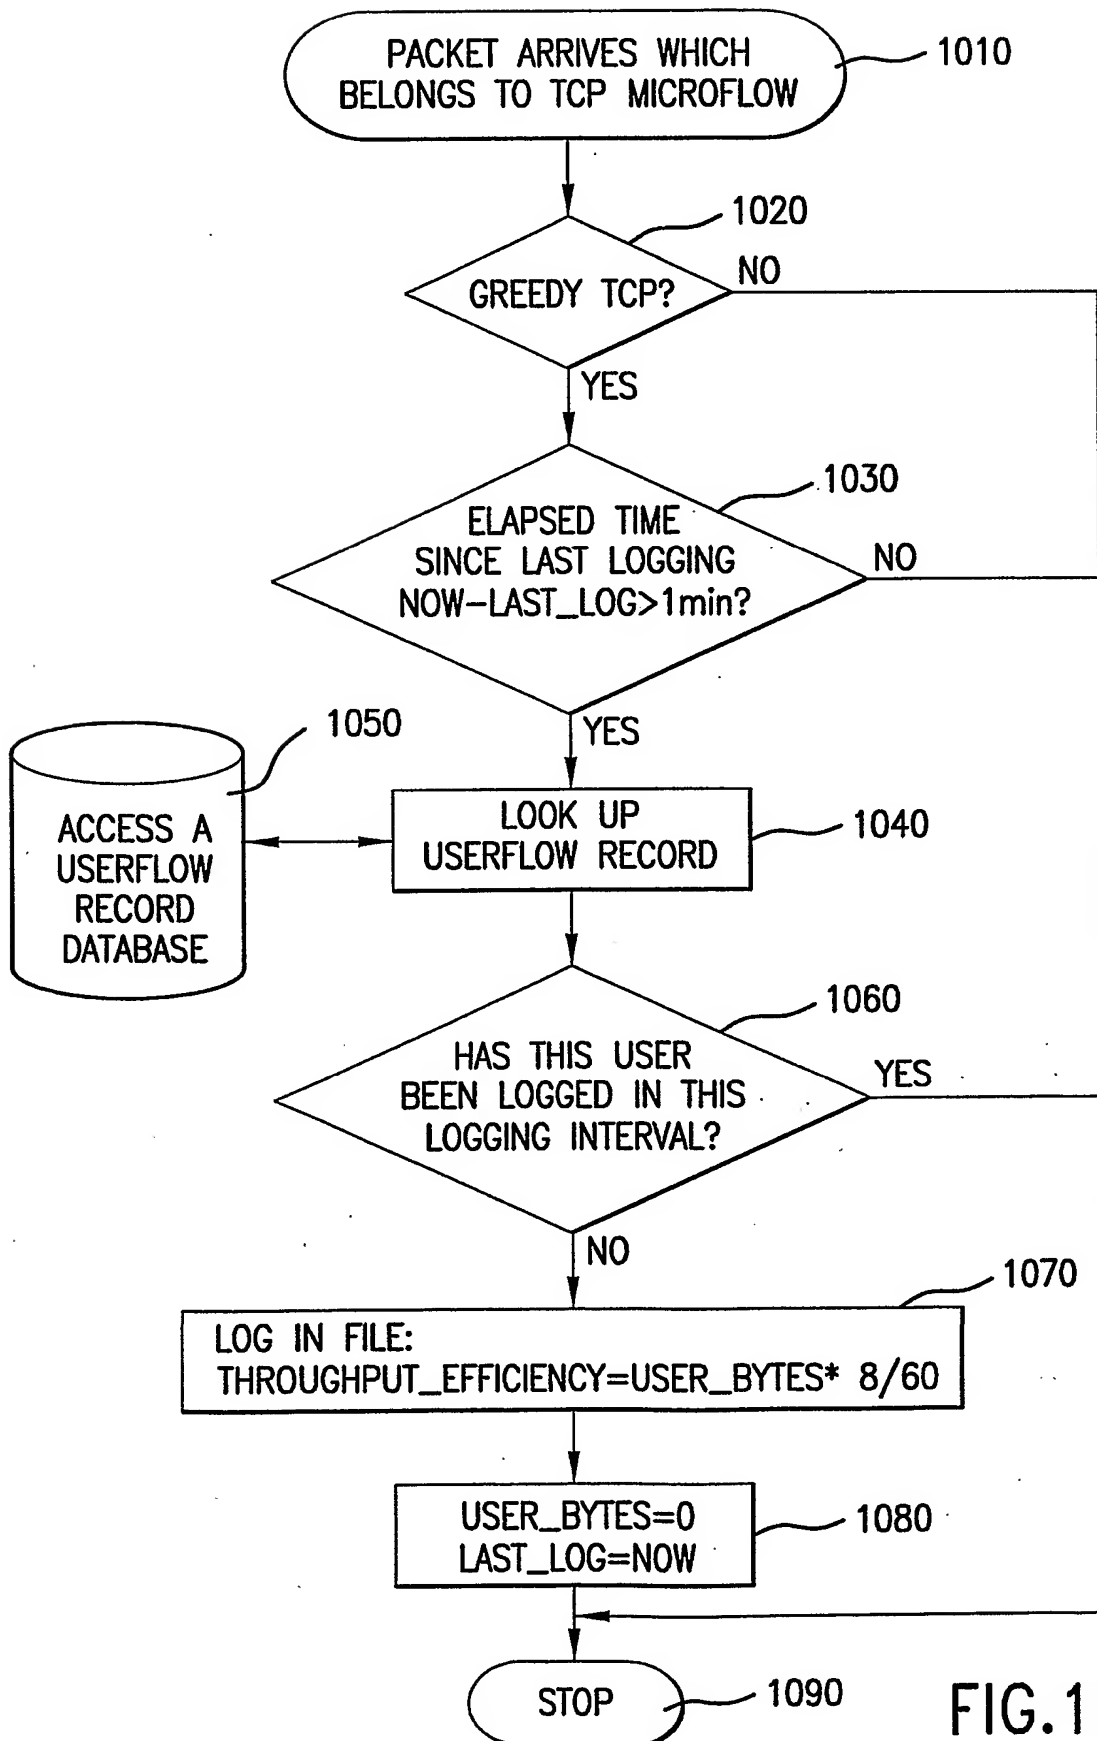 PACKET ARRIVES WHICH
BELONGS TO TCP MICROFLOW
1010
1020
GREEDY TCP?
NO
YES
1030
ELAPSED TIME
SINCE LAST LOGGING
NOW-LAST_LOG>1min?
NO
YES
1050
ACCESS A
USERFLOW
RECORD
DATABASE
LOOK UP
USERFLOW RECORD
1040
1060
HAS THIS USER
BEEN LOGGED IN THIS
LOGGING INTERVAL?
YES
NO
1070
LOG IN FILE:
THROUGHPUT_EFFICIENCY=USER_BYTES* 8/60
USER_BYTES=0
LAST_LOG=NOW
1080
STOP
1090
FIG.1